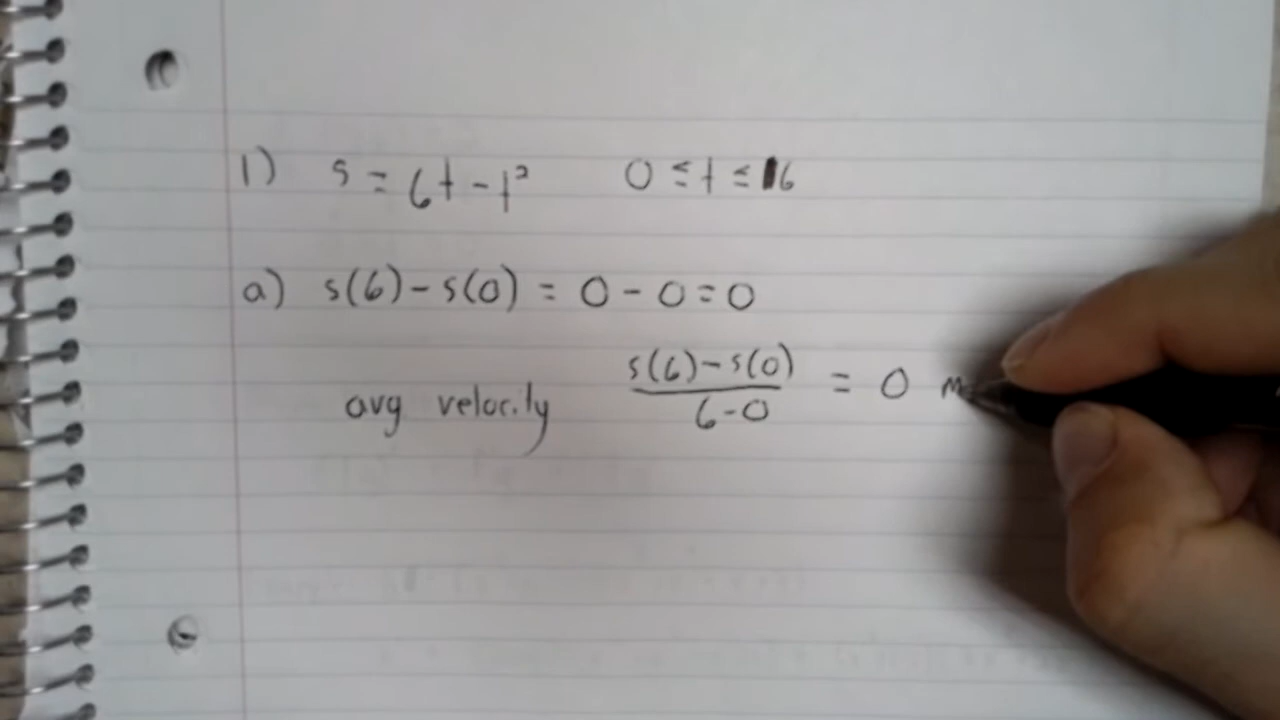 1) s = 6t - t² 0 ≤ t ≤ 6
a) s(6) - s(0) = 0 - 0 = 0
avg velocity s(6) - s(0) / 6 - 0 = 0 m